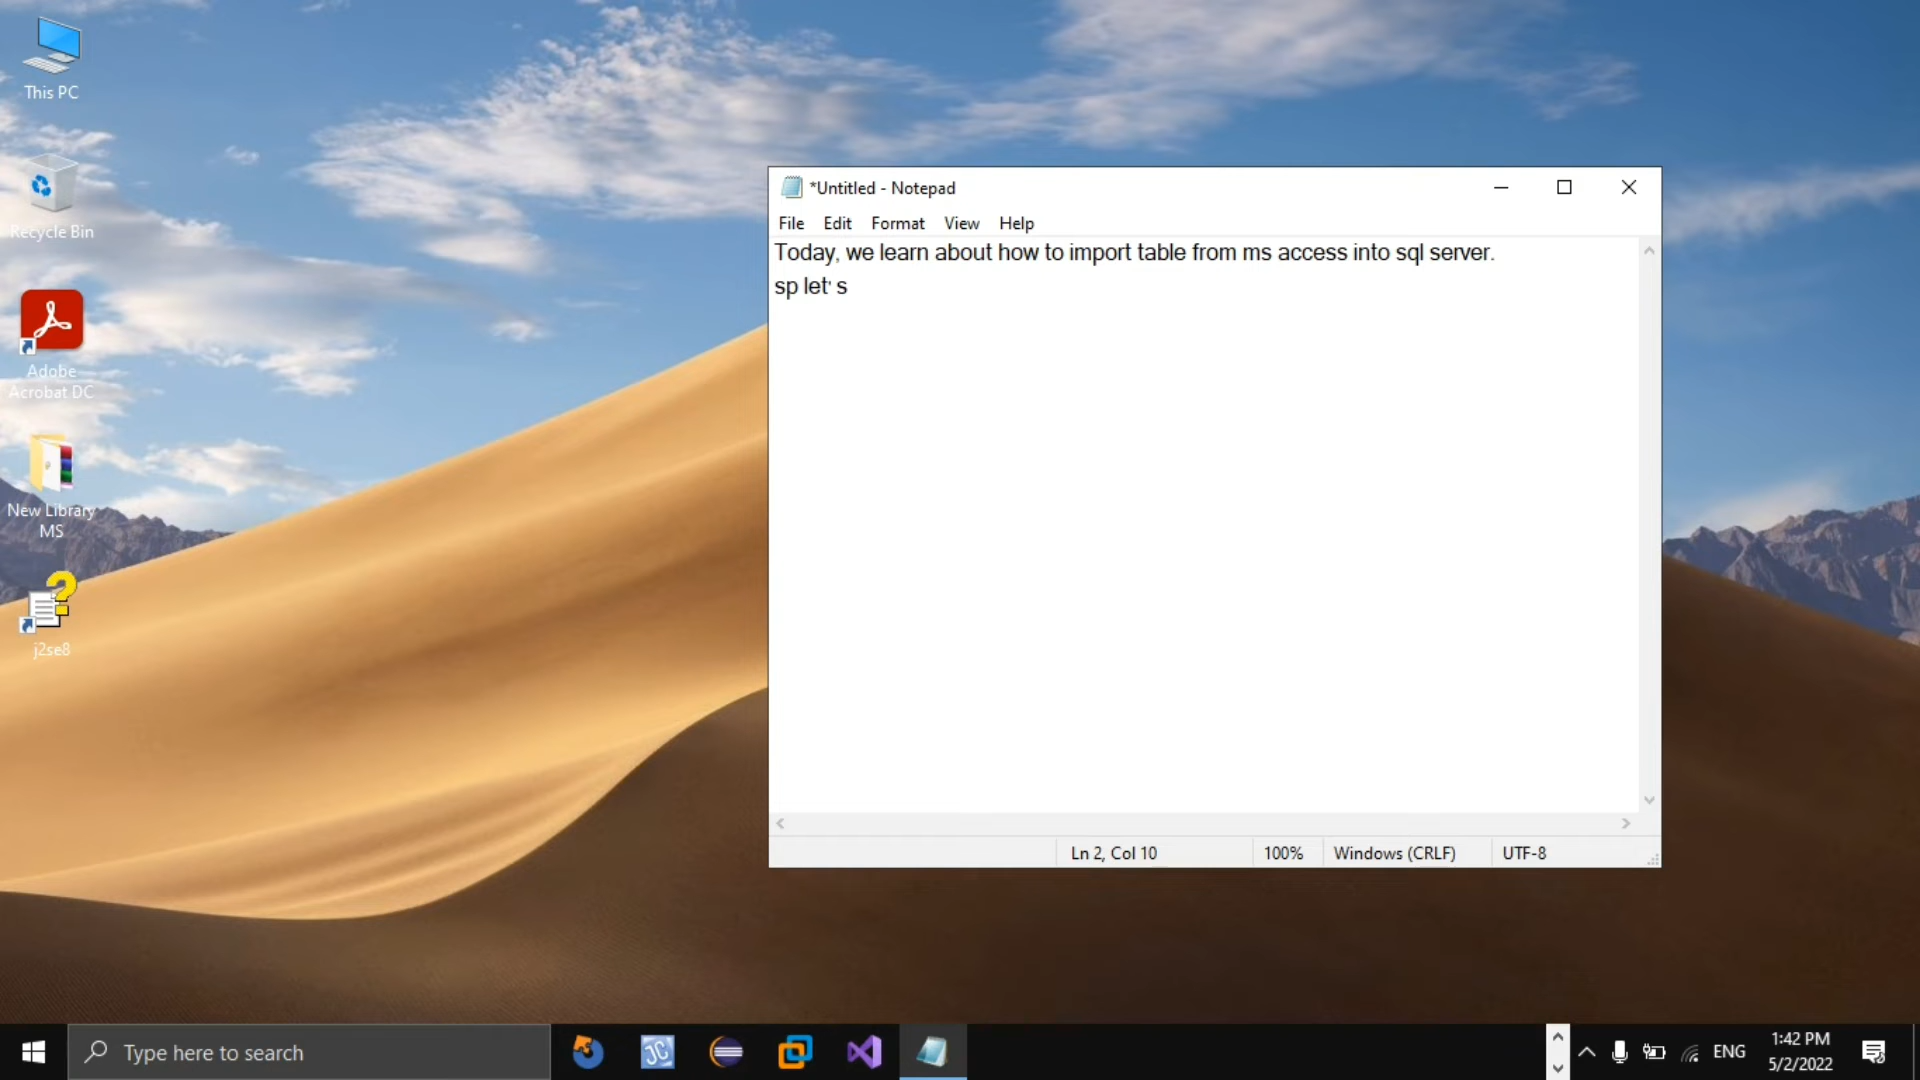 This PC
Recycle Bin
Adobe
Acrobat DC
New Library
MS
j2se8
*Untitled - Notepad
File Edit Format View Help
Today, we learn about how to import table from ms access into sql server.
sp let's
Ln 2, Col 10 100% Windows (CRLF) UTF-8
Type here to search
JC
ENG
1:42 PM
5/2/2022